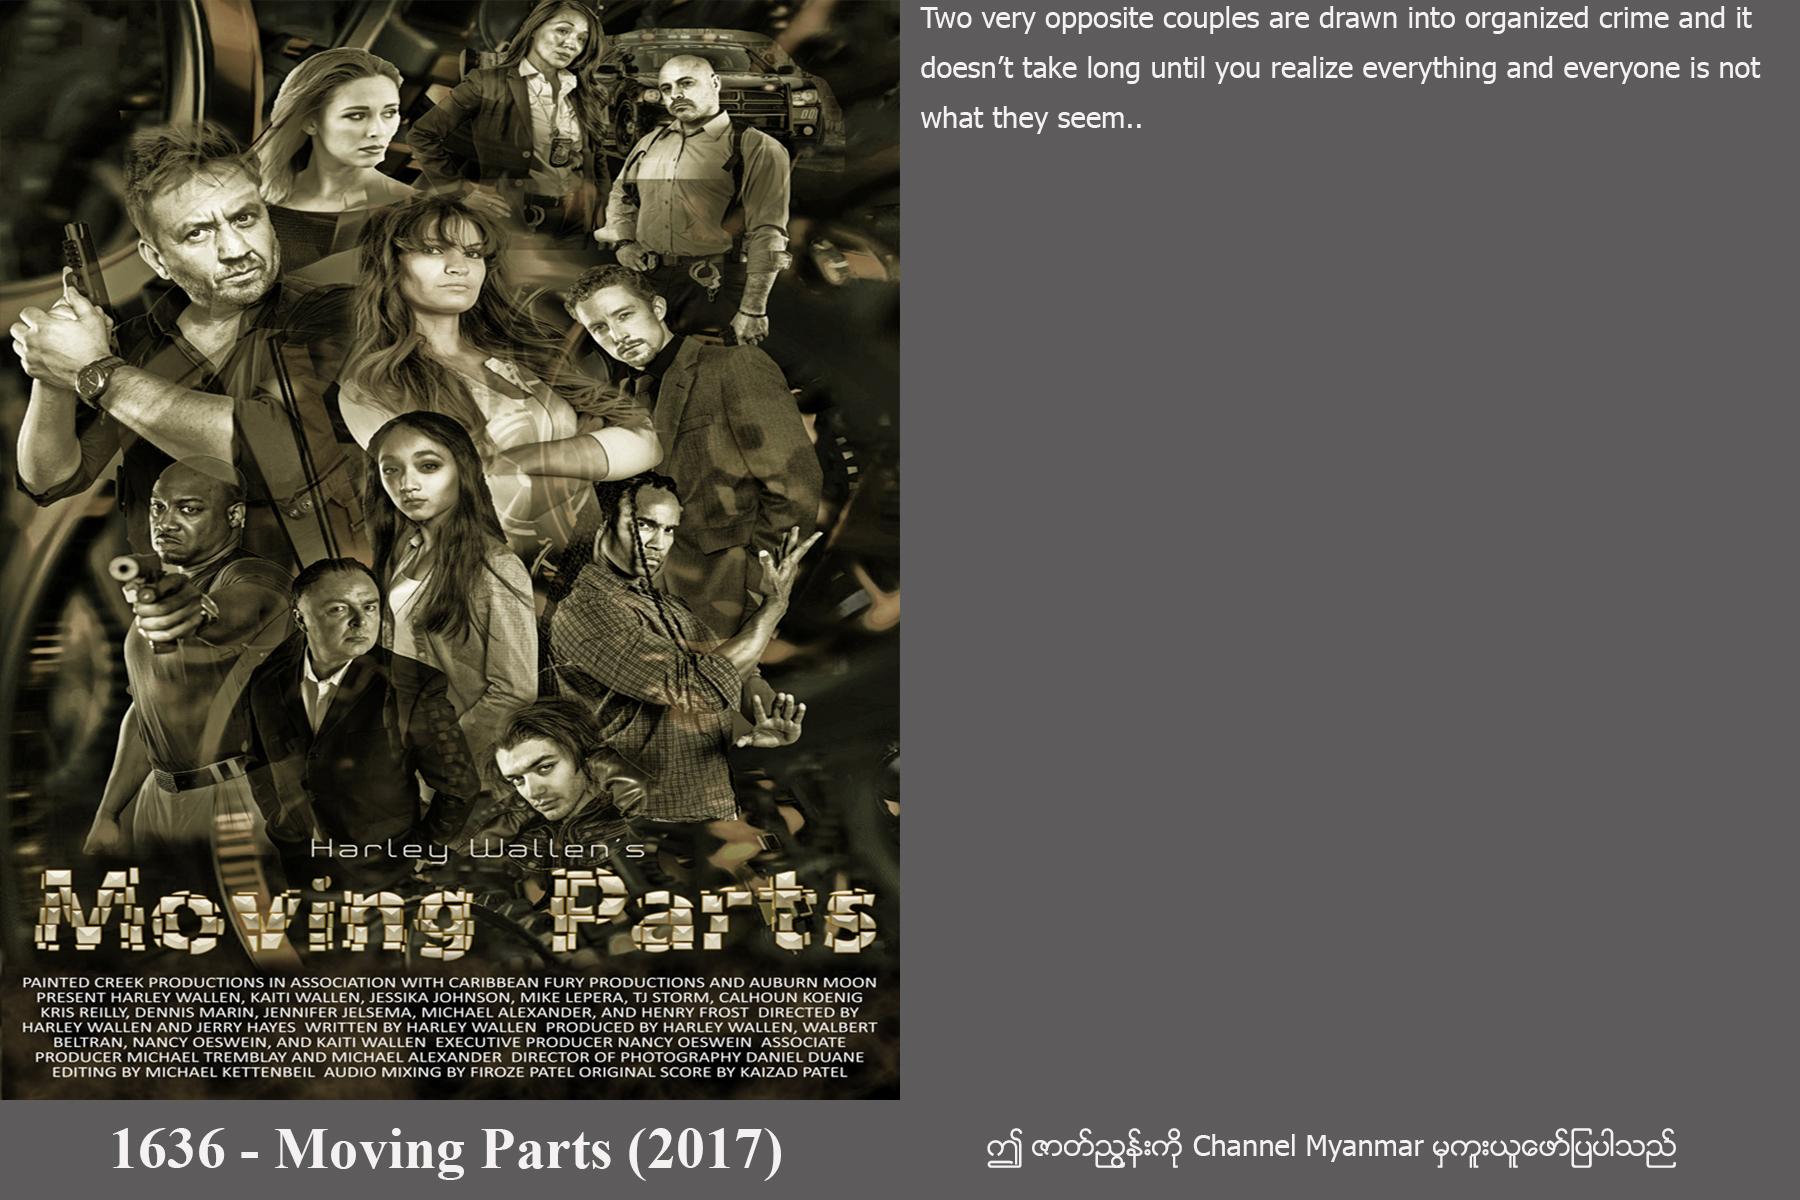 Two very opposite couples are drawn into organized crime and it
doesn’t take long until you realize everything and everyone is not
what they seem..
Harley Wallen's
Moving Parts
PAINTED CREEK PRODUCTIONS IN ASSOCIATION WITH CARIBBEAN FURY PRODUCTIONS AND AUBURN MOON
PRESENT HARLEY WALLEN, KAITI WALLEN, JESSIKA JOHNSON, MIKE LEPERA, TJ STORM, CALHOUN KOENIG
KRIS REILLY, DENNIS MARIN, JENNIFER JELSEMA, MICHAEL ALEXANDER, AND HENRY FROST DIRECTED BY
HARLEY WALLEN AND JERRY HAYES WRITTEN BY HARLEY WALLEN PRODUCED BY HARLEY WALLEN, WALBERT
BELTRAN, NANCY OESWEIN, AND KAITI WALLEN EXECUTIVE PRODUCER NANCY OESWEIN ASSOCIATE
PRODUCER MICHAEL TREMBLAY AND MICHAEL ALEXANDER DIRECTOR OF PHOTOGRAPHY DANIEL DUANE
EDITING BY MICHAEL KETTENBEIL AUDIO MIXING BY FIROZE PATEL ORIGINAL SCORE BY KAIZAD PATEL
1636 - Moving Parts (2017)
ဤ ဇာတ်ညွှန်းကို Channel Myanmar မှကူးယူဖော်ပြပါသည်